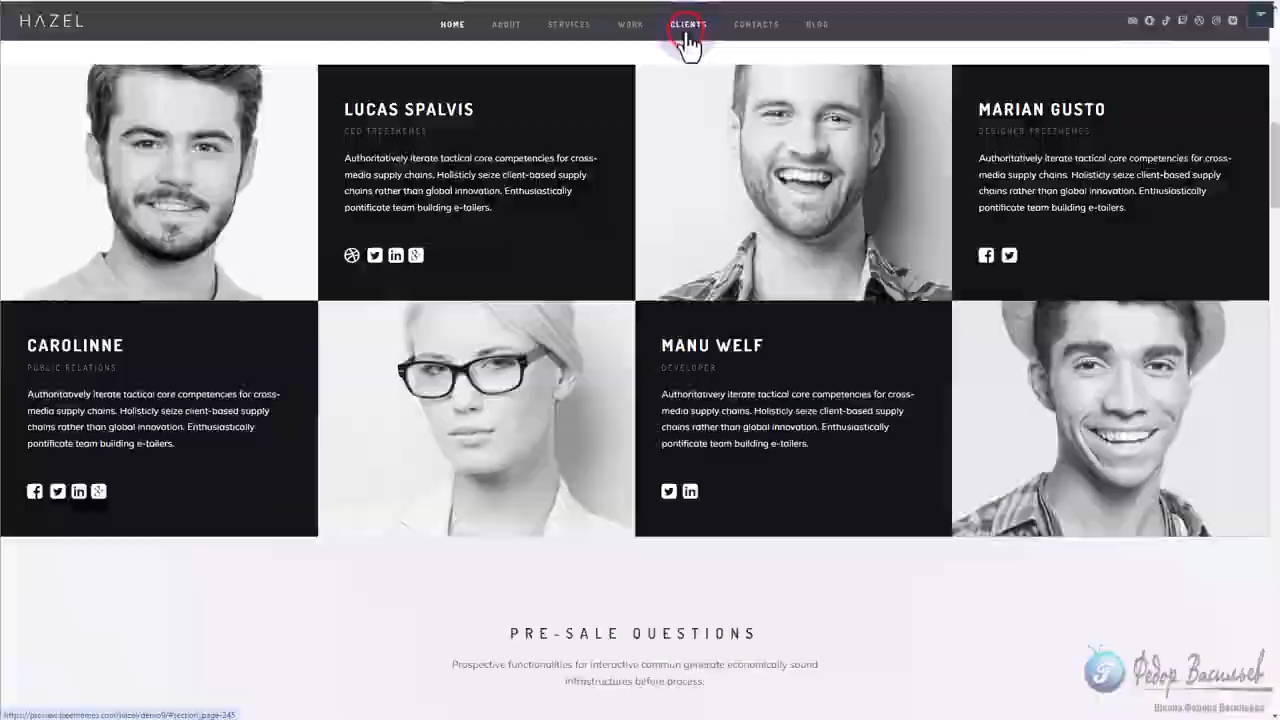 HAZEL
HOME ABOUT SERVICES WORK CLIENTS CONTACTS BLOG
LUCAS SPALVIS
CEO TREETHEMES
Authoritatively iterate tactical core competencies for cross-
media supply chains. Holisticly seize client-based supply
chains rather than global innovation. Enthusiastically
pontificate team building e-tailers.
MARIAN GUSTO
DESIGNER TREETHEMES
Authoritatively iterate tactical core competencies for cross-
media supply chains. Holisticly seize client-based supply
chains rather than global innovation. Enthusiastically
pontificate team building e-tailers.
CAROLINNE
PUBLIC RELATIONS
Authoritatively iterate tactical core competencies for cross-
media supply chains. Holisticly seize client-based supply
chains rather than global innovation. Enthusiastically
pontificate team building e-tailers.
MANU WELF
DEVELOPER
Authoritatively iterate tactical core competencies for cross-
media supply chains. Holisticly seize client-based supply
chains rather than global innovation. Enthusiastically
pontificate team building e-tailers.
PRE-SALE QUESTIONS
Prospective functionalities for interactive commun generate economically sound
infrastructures before process.
Федор Васильев
Школа Федора Васильева